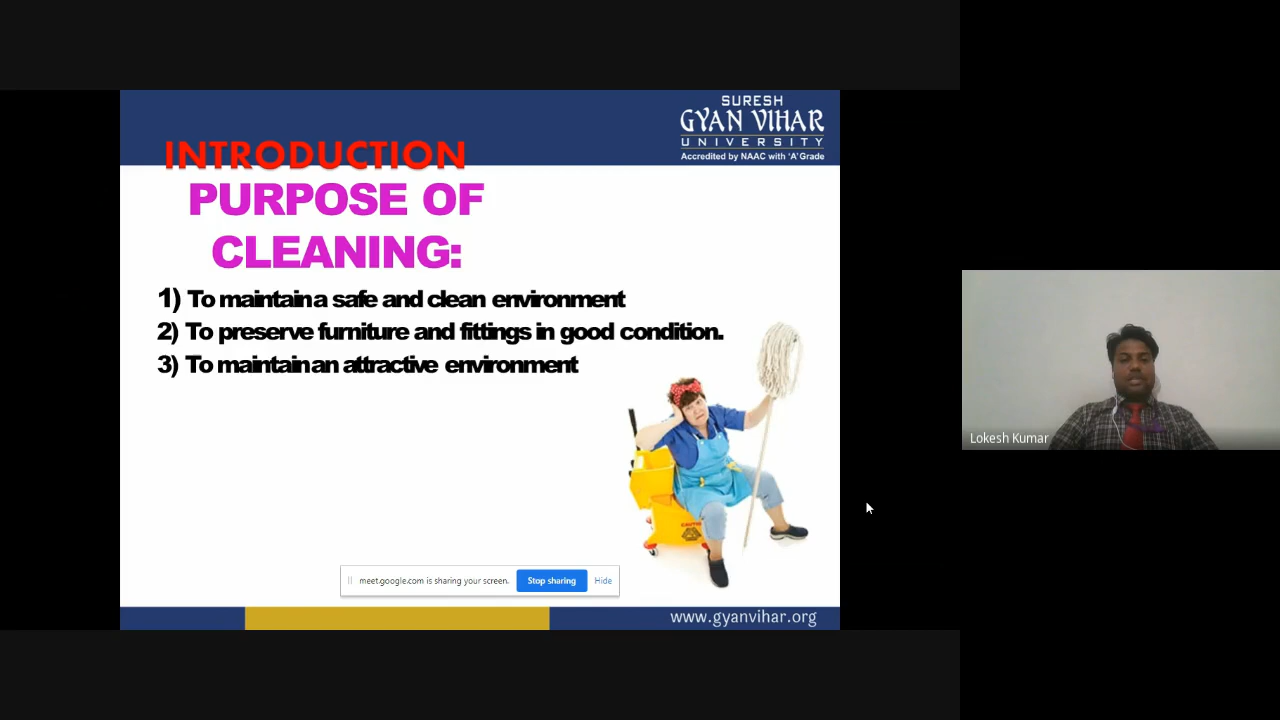 SURESH
GYAN VIHAR
UNIVERSITY
Accredited by NAAC with 'A' Grade
INTRODUCTION
PURPOSE OF
CLEANING:
1) To maintain a safe and clean environment
2) To preserve furniture and fittings in good condition.
3) To maintain an attractive environment
CAUTION
Lokesh Kumar
meet.google.com is sharing your screen.
Stop sharing
Hide
www.gyanvihar.org